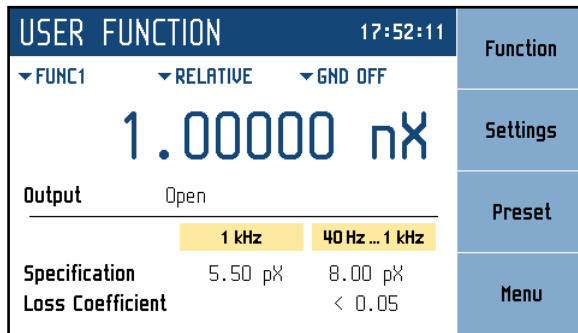 USER FUNCTION 17:52:11
Function
FUNC1 RELATIVE GND OFF
1.00000 nX
Settings
Output Open
Preset
1 kHz 40 Hz ... 1 kHz
Specification 5.50 pX 8.00 pX
Loss Coefficient < 0.05
Menu